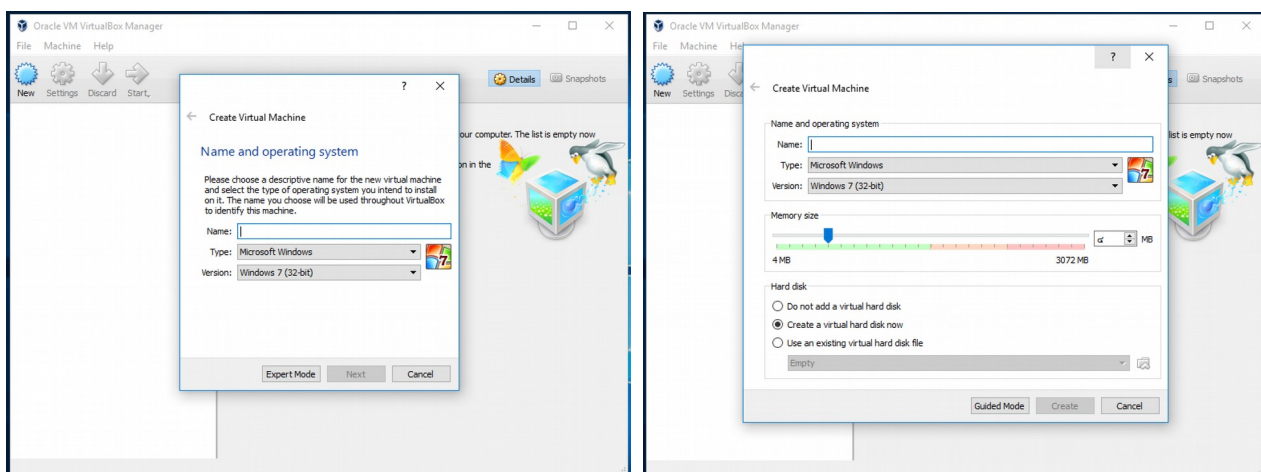 Oracle VM VirtualBox Manager
File Machine Help
New Settings Discard Start,
Details Snapshots
our computer. The list is empty now
on in the
? ×
Create Virtual Machine
Name and operating system
Please choose a descriptive name for the new virtual machine
and select the type of operating system you intend to install
on it. The name you choose will be used throughout VirtualBox
to identify this machine.
Name:
Type: Microsoft Windows
Version: Windows 7 (32-bit)
Expert Mode Next Cancel
Oracle VM VirtualBox Manager
File Machine Hel
New Settings Disca
s Snapshots
list is empty now
? ×
Create Virtual Machine
Name and operating system
Name:
Type: Microsoft Windows
Version: Windows 7 (32-bit)
Memory size
MB
4 MB 3072 MB
Hard disk
Do not add a virtual hard disk
Create a virtual hard disk now
Use an existing virtual hard disk file
Empty
Guided Mode Create Cancel